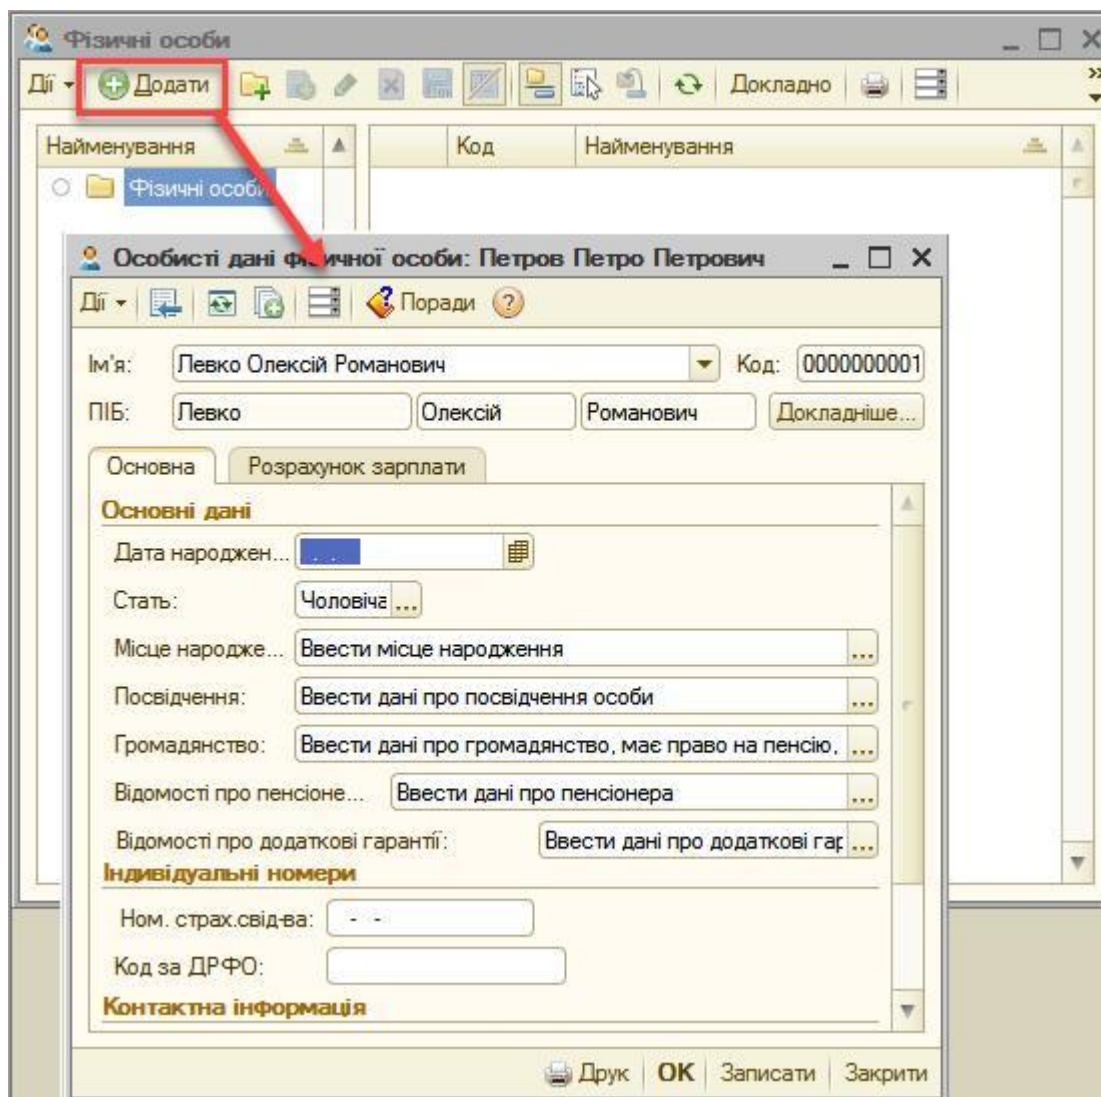 Фізичні особи
Дії Додати Докладно
Найменування Код Найменування
Фізичні особи
Особисті дані фізичної особи: Петров Петро Петрович
Дії Поради
Ім'я: Левко Олексій Романович Код: 0000000001
ПІБ: Левко Олексій Романович Докладніше...
Основна Розрахунок зарплати
Основні дані
Дата народжен... . .
Стать: Чоловіча ...
Місце народже... Ввести місце народження ...
Посвідчення: Ввести дані про посвідчення особи ...
Громадянство: Ввести дані про громадянство, має право на пенсію, ...
Відомості про пенсіоне... Ввести дані про пенсіонера ...
Відомості про додаткові гарантії: Ввести дані про додаткові гар ...
Індивідуальні номери
Ном. страх.свід-ва: - -
Код за ДРФО:
Контактна інформація
Друк OK Записати Закрити